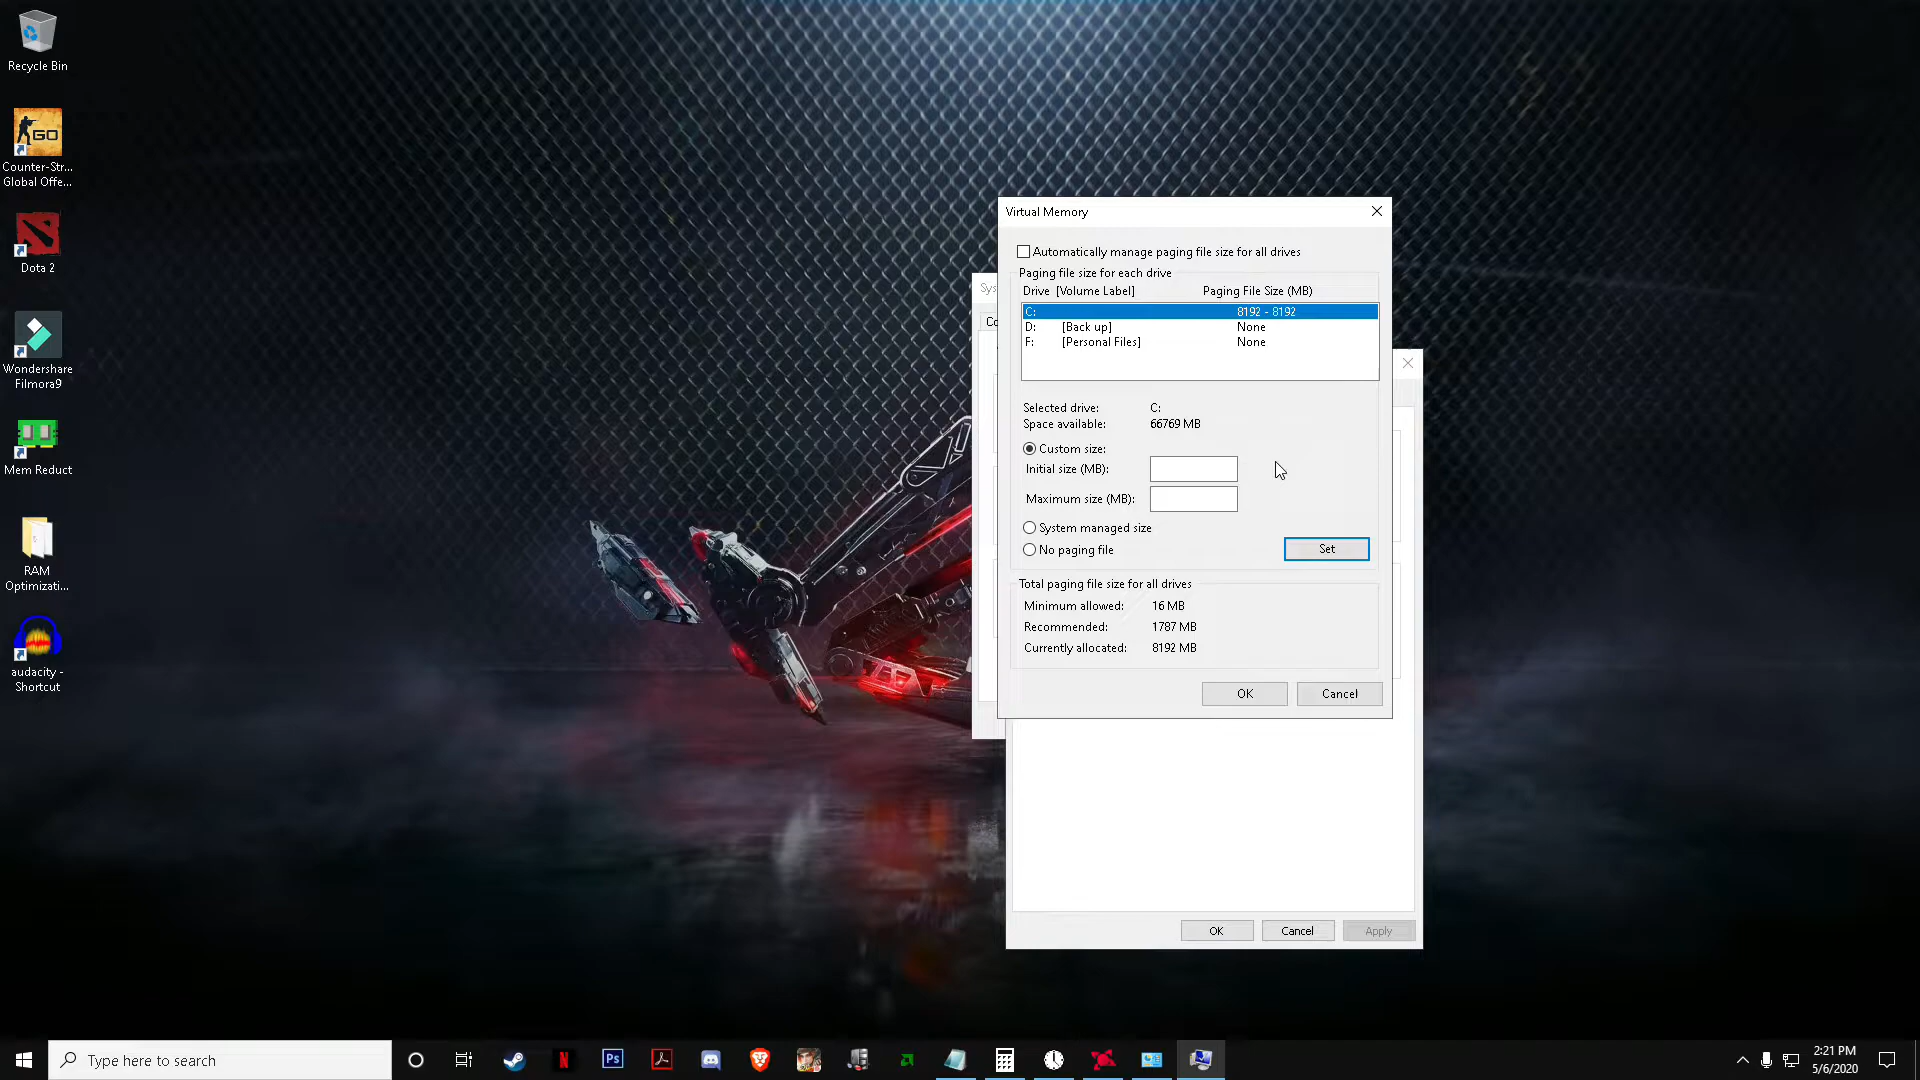 Recycle Bin
GO
Counter-Str...
Global Offe...
Dota 2
Wondershare
Filmora9
Mem Reduct
RAM
Optimizati...
audacity -
Shortcut
Virtual Memory
Automatically manage paging file size for all drives
Paging file size for each drive
Drive [Volume Label] Paging File Size (MB)
C: 8192 - 8192
D: [Back up] None
F: [Personal Files] None
Selected drive: C:
Space available: 66769 MB
Custom size:
Initial size (MB):
Maximum size (MB):
System managed size
No paging file
Set
Total paging file size for all drives
Minimum allowed: 16 MB
Recommended: 1787 MB
Currently allocated: 8192 MB
OK Cancel
Sys
Co
OK Cancel Apply
Type here to search
N
Ps
2:21 PM
5/6/2020